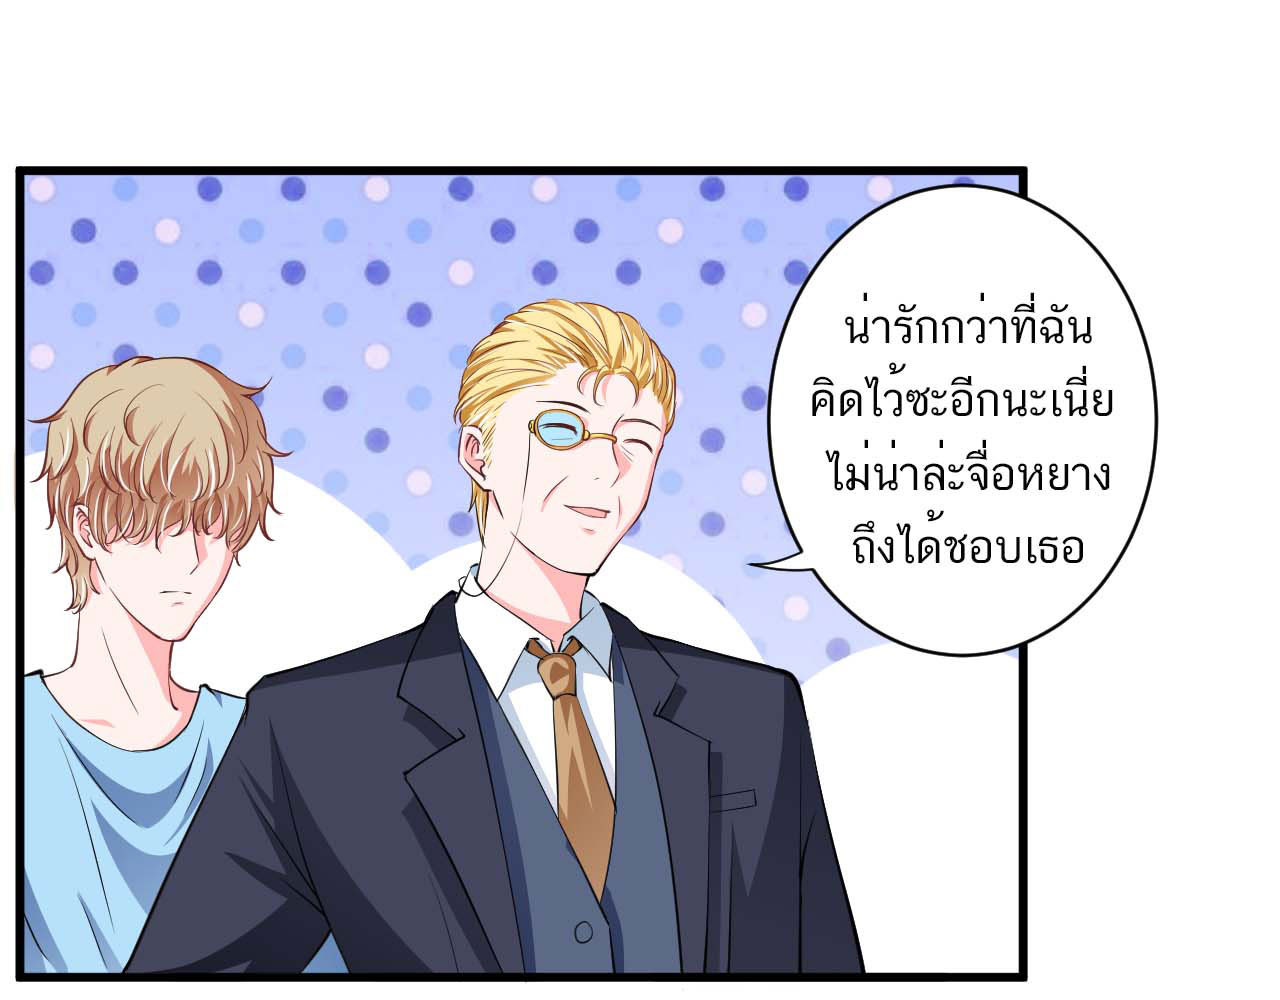 น่ารักกว่าที่ฉัน
คิดไว้ซะอีกนะเนี่ย
ไม่น่าล่ะจื่อหยาง
ถึงได้ชอบเธอ